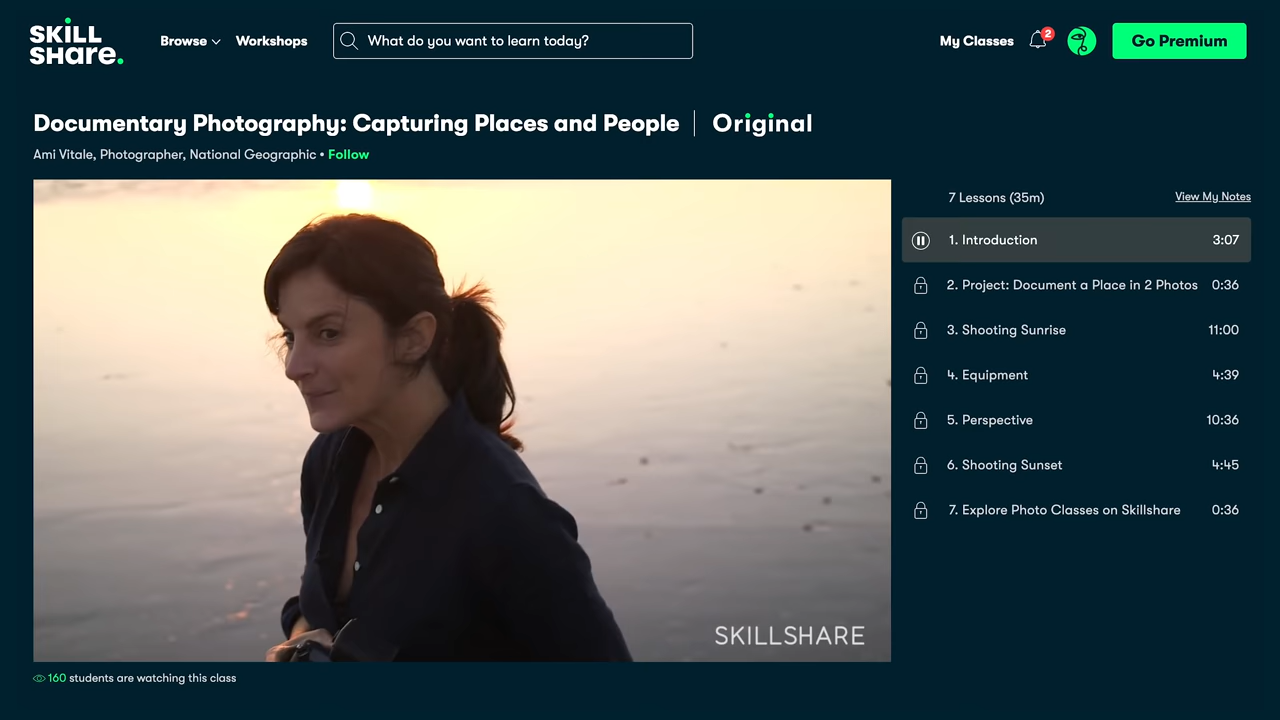 SKILL
SHare.
Browse
Workshops
What do you want to learn today?
My Classes
2
Go Premium
Documentary Photography: Capturing Places and People
Original
Ami Vitale, Photographer, National Geographic • Follow
7 Lessons (35m)
View My Notes
1. Introduction 3:07
2. Project: Document a Place in 2 Photos 0:36
3. Shooting Sunrise 11:00
4. Equipment 4:39
5. Perspective 10:36
6. Shooting Sunset 4:45
7. Explore Photo Classes on Skillshare 0:36
SKILLSHARE
160 students are watching this class